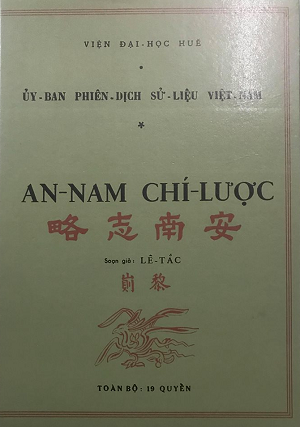 VIỆN ĐẠI-HỌC HUẾ
ỦY-BAN PHIÊN-DỊCH SỬ-LIỆU VIỆT-NAM
AN-NAM CHÍ-LƯỢC
略志南安
Soạn giả: LÊ-TẮC
崱黎
TOÀN BỘ: 19 QUYỂN